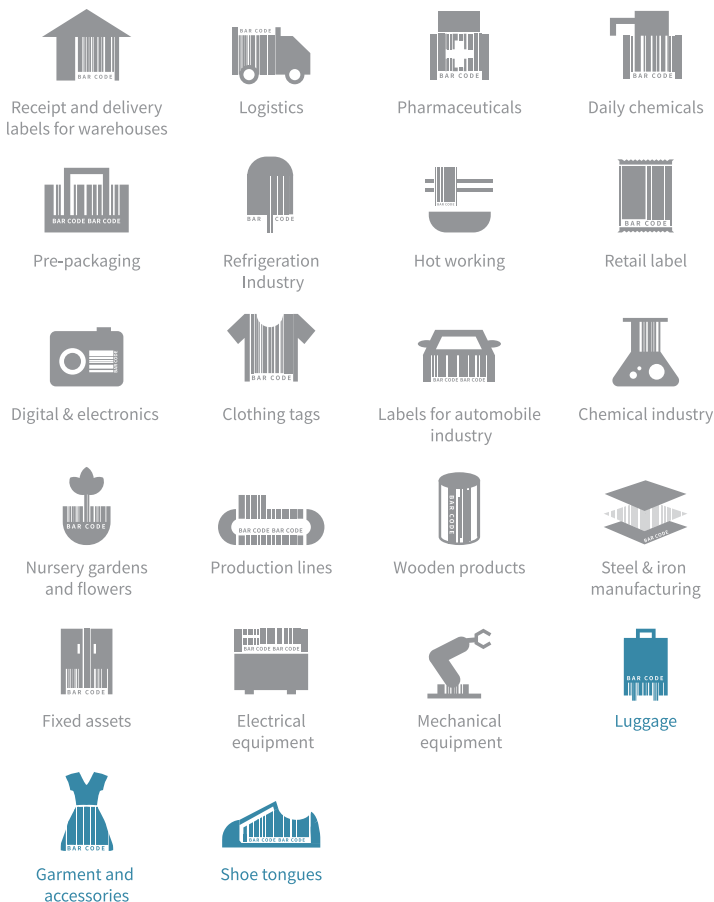 BAR CODE
Receipt and delivery
labels for warehouses
BAR CODE
Logistics
BAR CODE
Pharmaceuticals
BAR CODE
Daily chemicals
BAR CODE BAR CODE
Pre-packaging
BAR CODE
Refrigeration
Industry
BAR CODE
Hot working
BAR CODE
Retail label
BAR CODE
Digital & electronics
BAR CODE
Clothing tags
BAR CODE BAR CODE
Labels for automobile
industry
Chemical industry
BAR CODE
Nursery gardens
and flowers
BAR CODE BAR CODE
Production lines
BAR CODE
Wooden products
BAR CODE
Steel & iron
manufacturing
BAR CODE
Fixed assets
BAR CODE BAR CODE
Electrical
equipment
Mechanical
equipment
BAR CODE
Luggage
BAR CODE
Garment and
accessories
BAR CODE BAR CODE
Shoe tongues